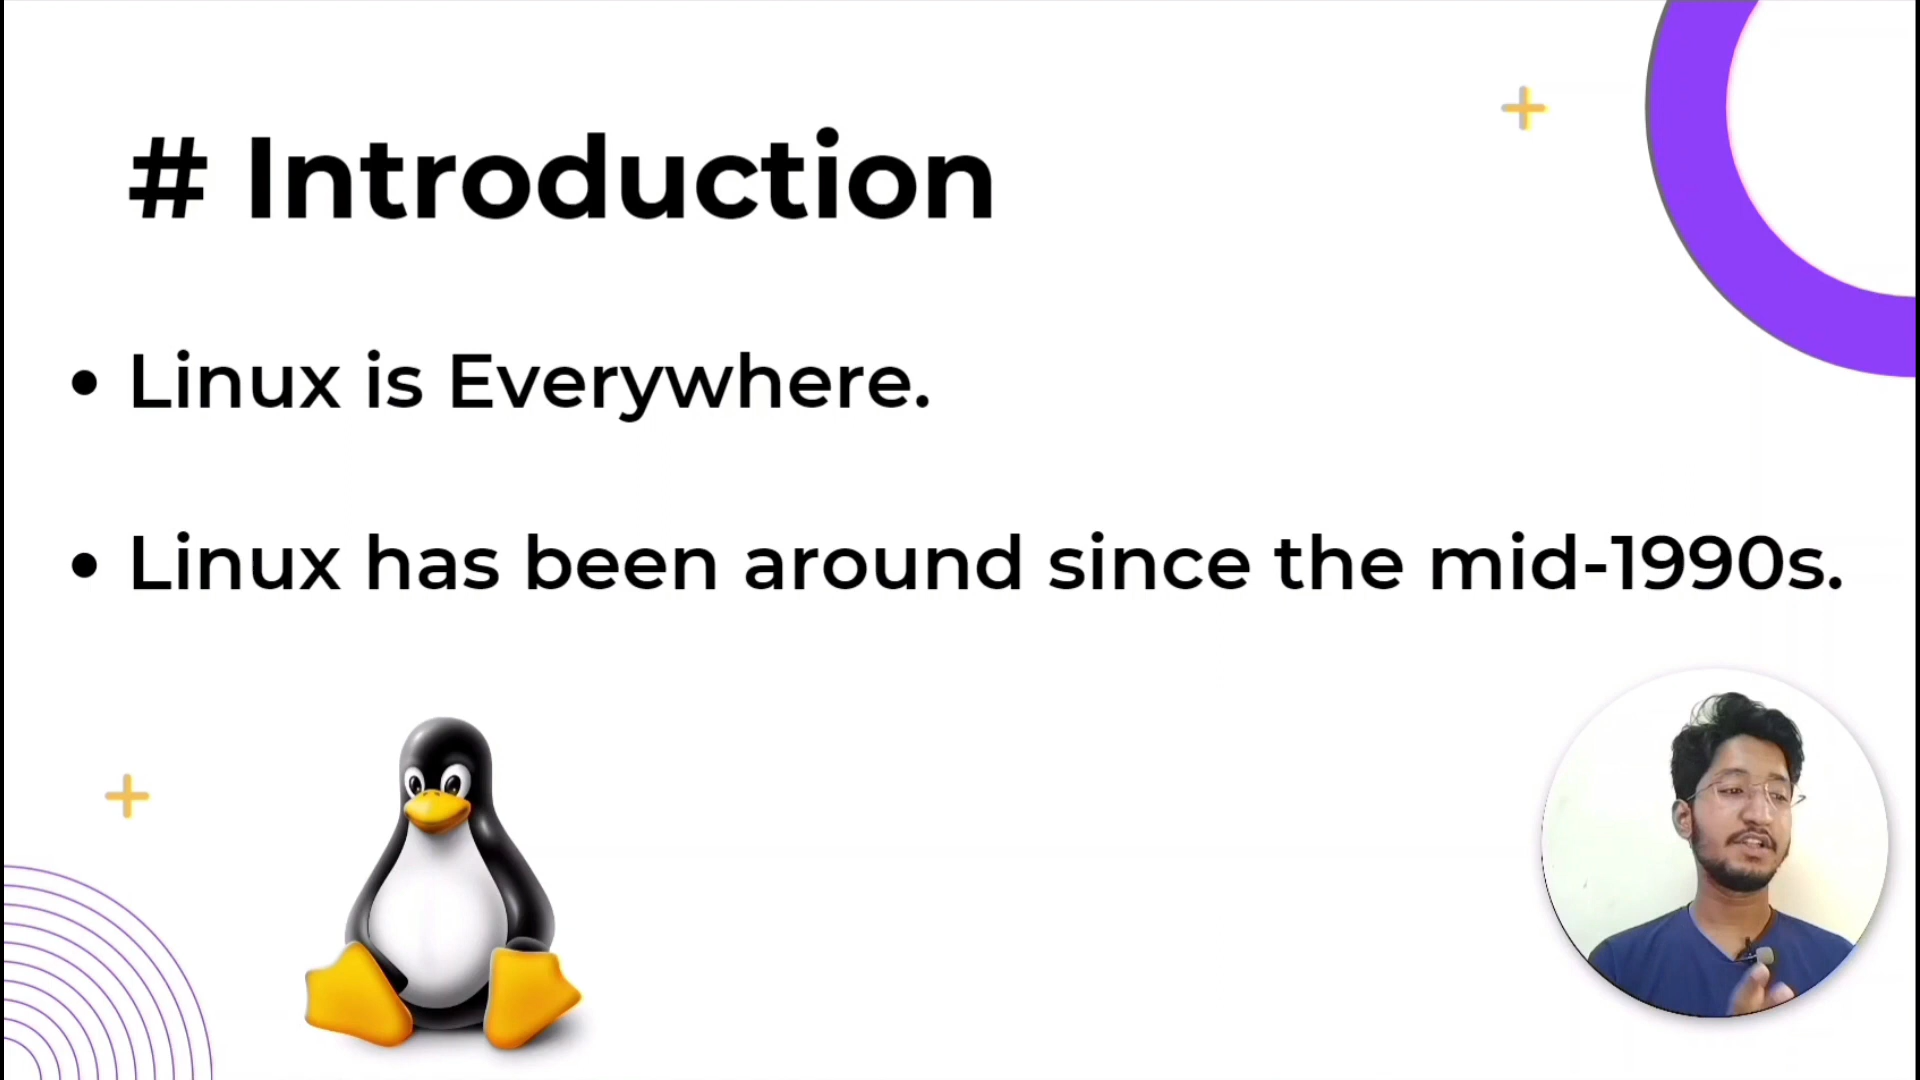 # Introduction
• Linux is Everywhere.
• Linux has been around since the mid-1990s.